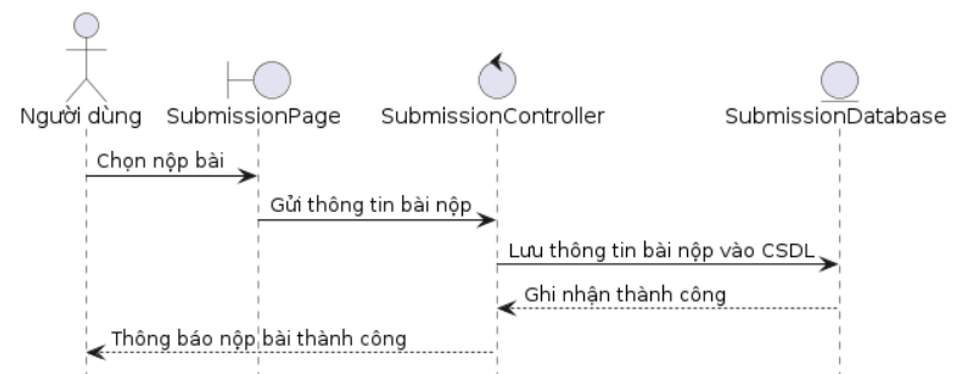 Người dùng SubmissionPage SubmissionController SubmissionDatabase
Chọn nộp bài
Gửi thông tin bài nộp
Lưu thông tin bài nộp vào CSDL
Ghi nhận thành công
Thông báo nộp bài thành công